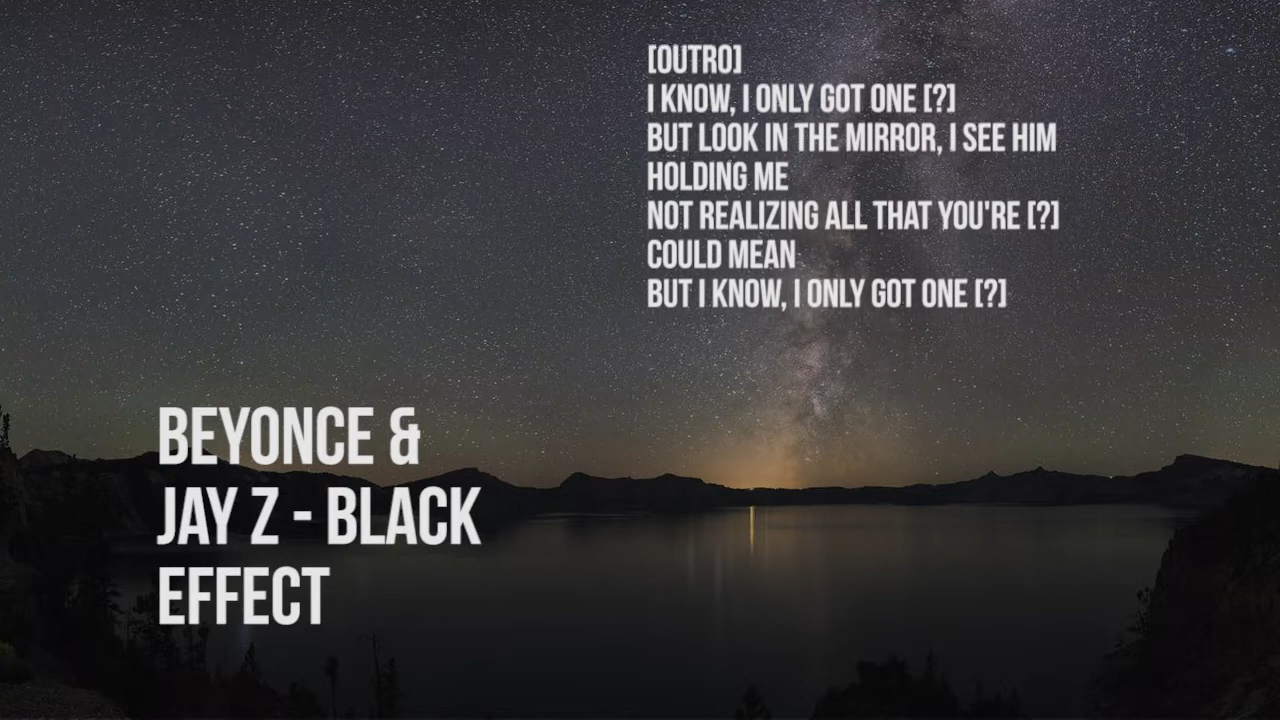 [OUTRO]
I KNOW, I ONLY GOT ONE [?]
BUT LOOK IN THE MIRROR, I SEE HIM
HOLDING ME
NOT REALIZING ALL THAT YOU'RE [?]
COULD MEAN
BUT I KNOW, I ONLY GOT ONE [?]
BEYONCE &
JAY Z - BLACK
EFFECT